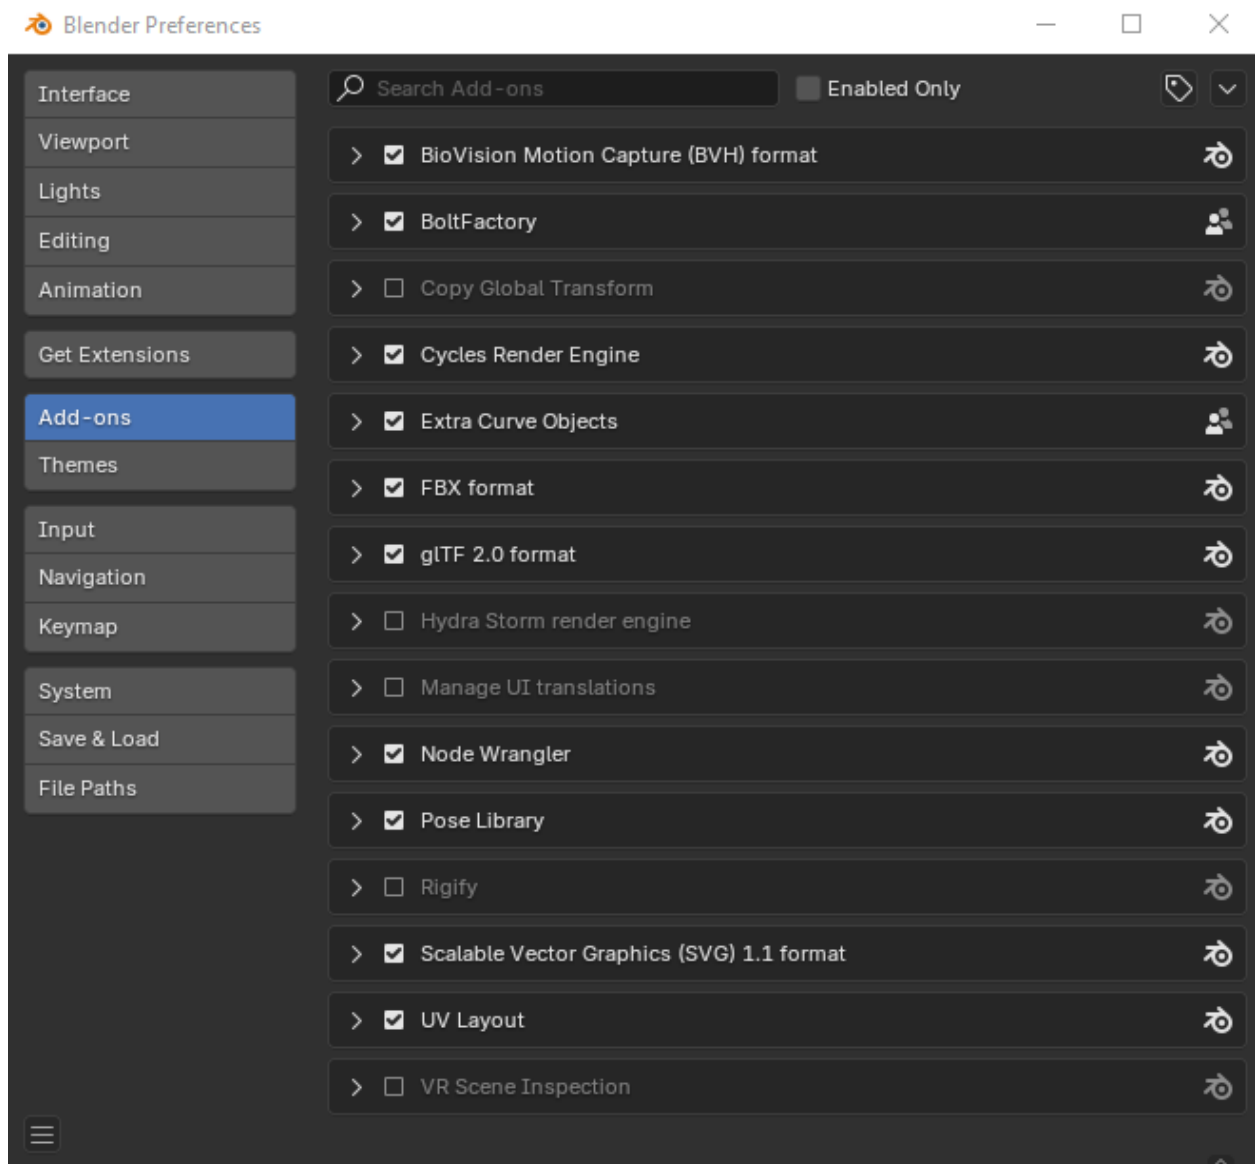 Blender Preferences
Interface
Viewport
Lights
Editing
Animation
Get Extensions
Add-ons
Themes
Input
Navigation
Keymap
System
Save & Load
File Paths
Search Add-ons
Enabled Only
BioVision Motion Capture (BVH) format
BoltFactory
Copy Global Transform
Cycles Render Engine
Extra Curve Objects
FBX format
glTF 2.0 format
Hydra Storm render engine
Manage UI translations
Node Wrangler
Pose Library
Rigify
Scalable Vector Graphics (SVG) 1.1 format
UV Layout
VR Scene Inspection